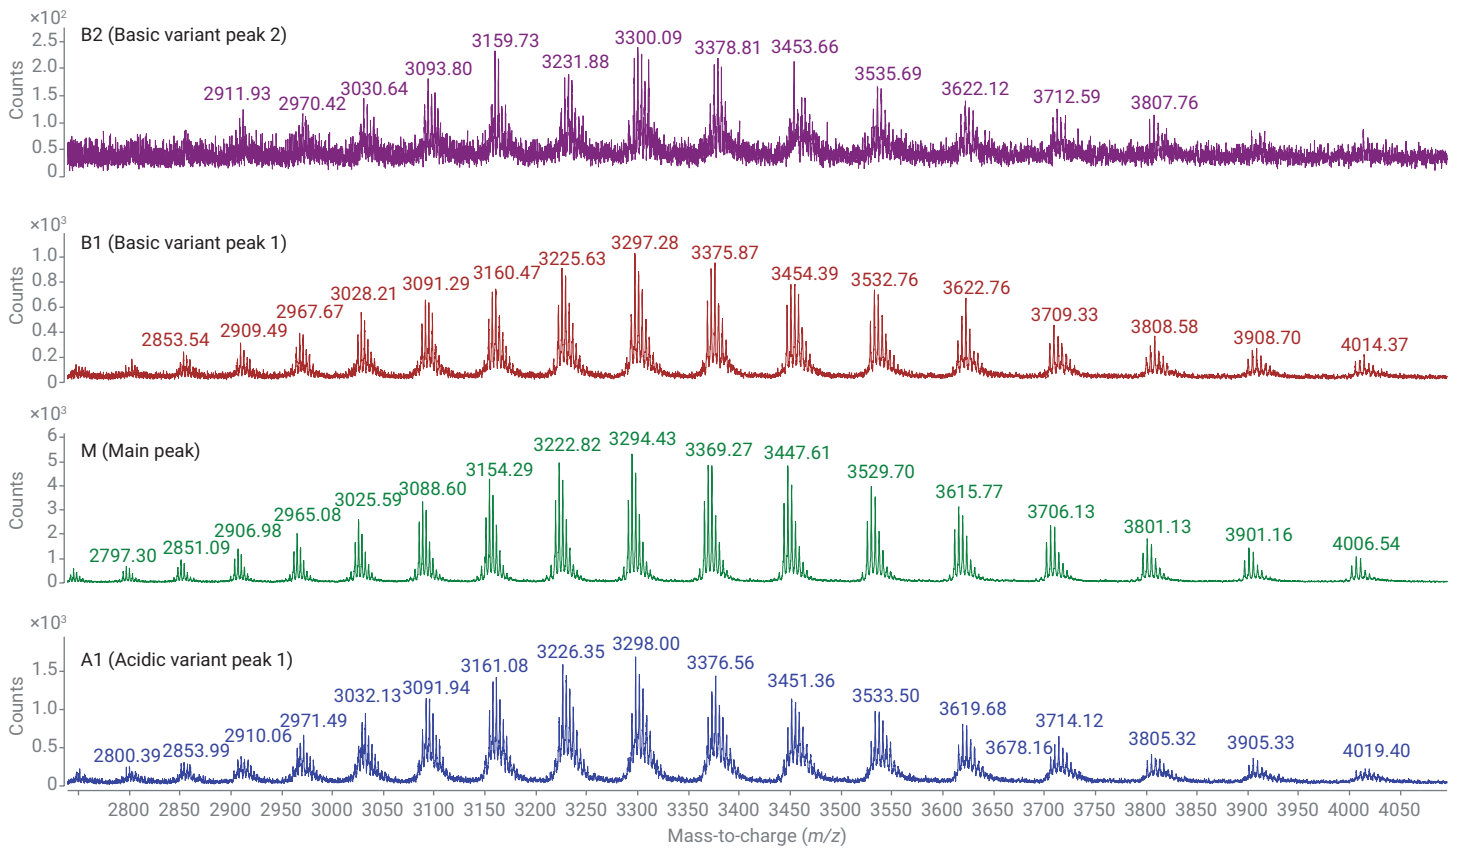 ×10²
B2 (Basic variant peak 2)
Counts
2.5
2.0
1.5
1.0
0.5
0
2911.93 2970.42 3030.64 3093.80 3159.73 3231.88 3300.09 3378.81 3453.66 3535.69 3622.12 3712.59 3807.76
×10³
B1 (Basic variant peak 1)
Counts
1.0
0.8
0.6
0.4
0.2
0
2853.54 2909.49 2967.67 3028.21 3091.29 3160.47 3225.63 3297.28 3375.87 3454.39 3532.76 3622.76 3709.33 3808.58 3908.70 4014.37
×10³
M (Main peak)
Counts
6
5
4
3
2
1
0
2797.30 2851.09 2906.98 2965.08 3025.59 3088.60 3154.29 3222.82 3294.43 3369.27 3447.61 3529.70 3615.77 3706.13 3801.13 3901.16 4006.54
×10³
A1 (Acidic variant peak 1)
Counts
1.5
1.0
0.5
0
2800.39 2853.99 2910.06 2971.49 3032.13 3091.94 3161.08 3226.35 3298.00 3376.56 3451.36 3533.50 3619.68 3678.16 3714.12 3805.32 3905.33 4019.40
2800 2850 2900 2950 3000 3050 3100 3150 3200 3250 3300 3350 3400 3450 3500 3550 3600 3650 3700 3750 3800 3850 3900 3950 4000 4050
Mass-to-charge (m/z)